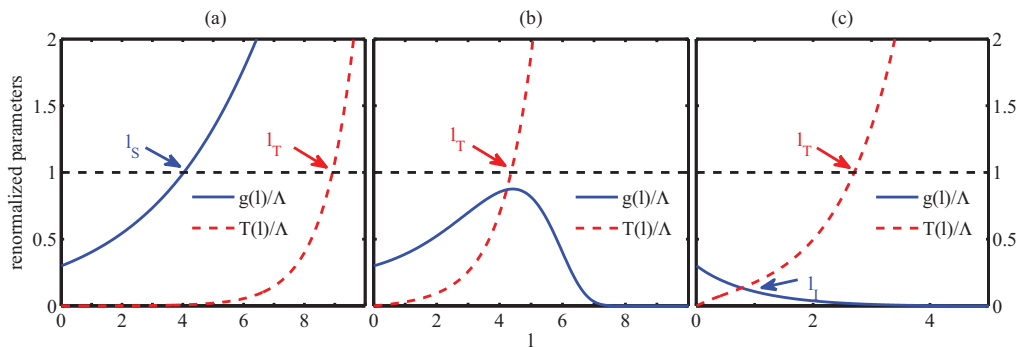 (a) (b) (c)
renormalized parameters
2
1.5
1
0.5
0
l_S
l_T
g(l)/Λ
T(l)/Λ
0 2 4 6 8
l_T
g(l)/Λ
T(l)/Λ
0 2 4 6 8
l
l_T
g(l)/Λ
T(l)/Λ
l_I
0 2 4
2
1.5
1
0.5
0